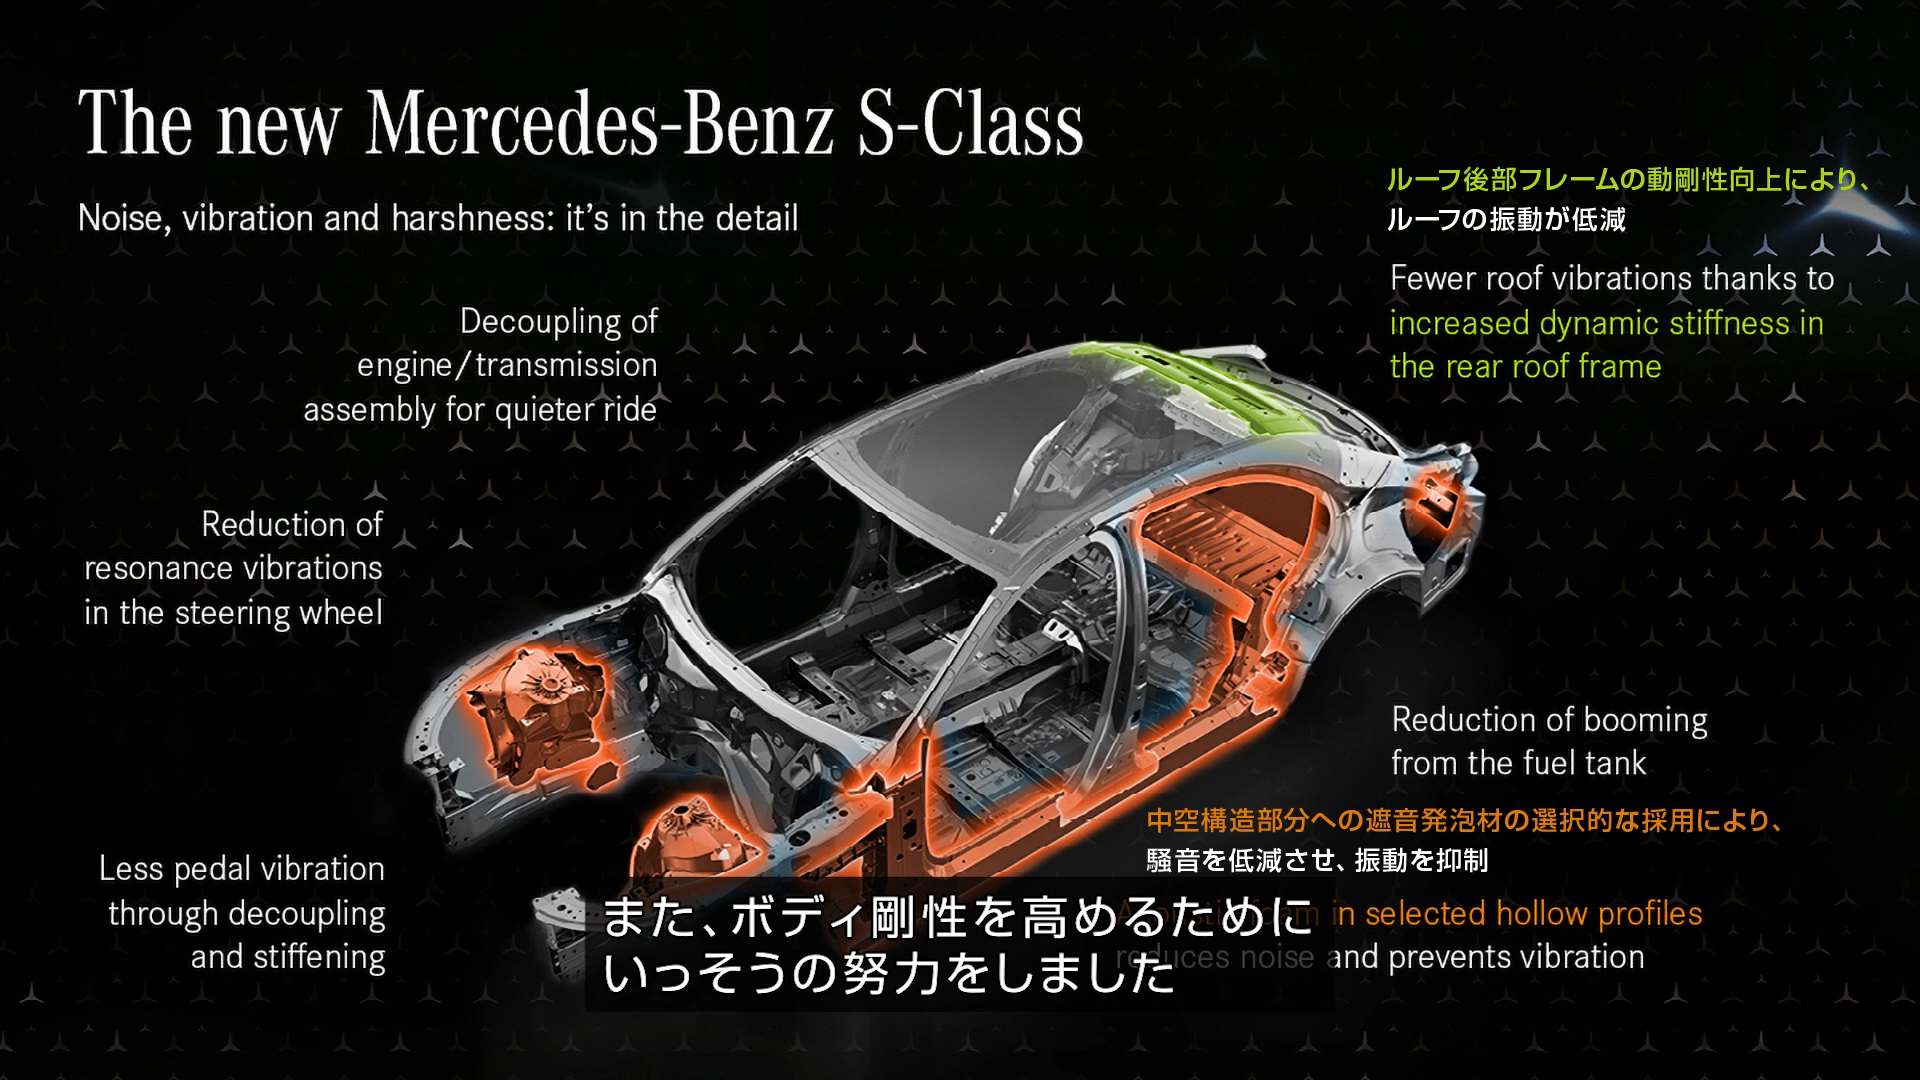 The new Mercedes-Benz S-Class
Noise, vibration and harshness: it's in the detail
ルーフ後部フレームの動剛性向上により、
ルーフの振動が低減
Fewer roof vibrations thanks to
increased dynamic stiffness in
the rear roof frame
Decoupling of
engine/transmission
assembly for quieter ride
Reduction of
resonance vibrations
in the steering wheel
Less pedal vibration
through decoupling
and stiffening
Reduction of booming
from the fuel tank
中空構造部分への遮音発泡材の選択的な採用により、
騒音を低減させ、振動を抑制
foam in selected hollow profiles
reduces noise and prevents vibration
また、ボディ剛性を高めるために
いっそうの努力をしました